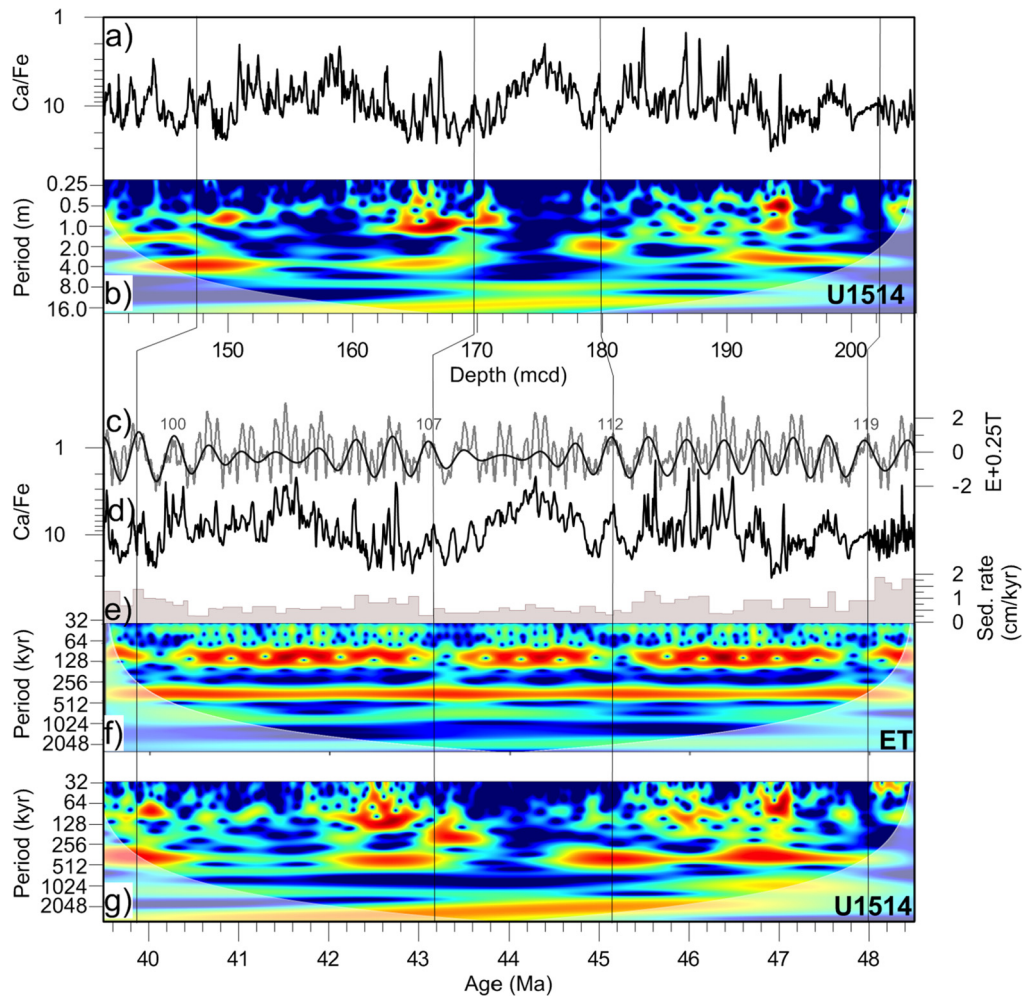 a)
Ca/Fe
1
10
b)
Period (m)
0.25
0.5
1.0
2.0
4.0
8.0
16.0
U1514
150 160 170 180 190 200
Depth (mcd)
c)
100 107 112 119
2
0
-2
E+0.25T
d)
Ca/Fe
1
10
e)
2
1
0
Sed. rate
(cm/kyr)
f)
Period (kyr)
32
64
128
256
512
1024
2048
ET
g)
Period (kyr)
32
64
128
256
512
1024
2048
U1514
40 41 42 43 44 45 46 47 48
Age (Ma)